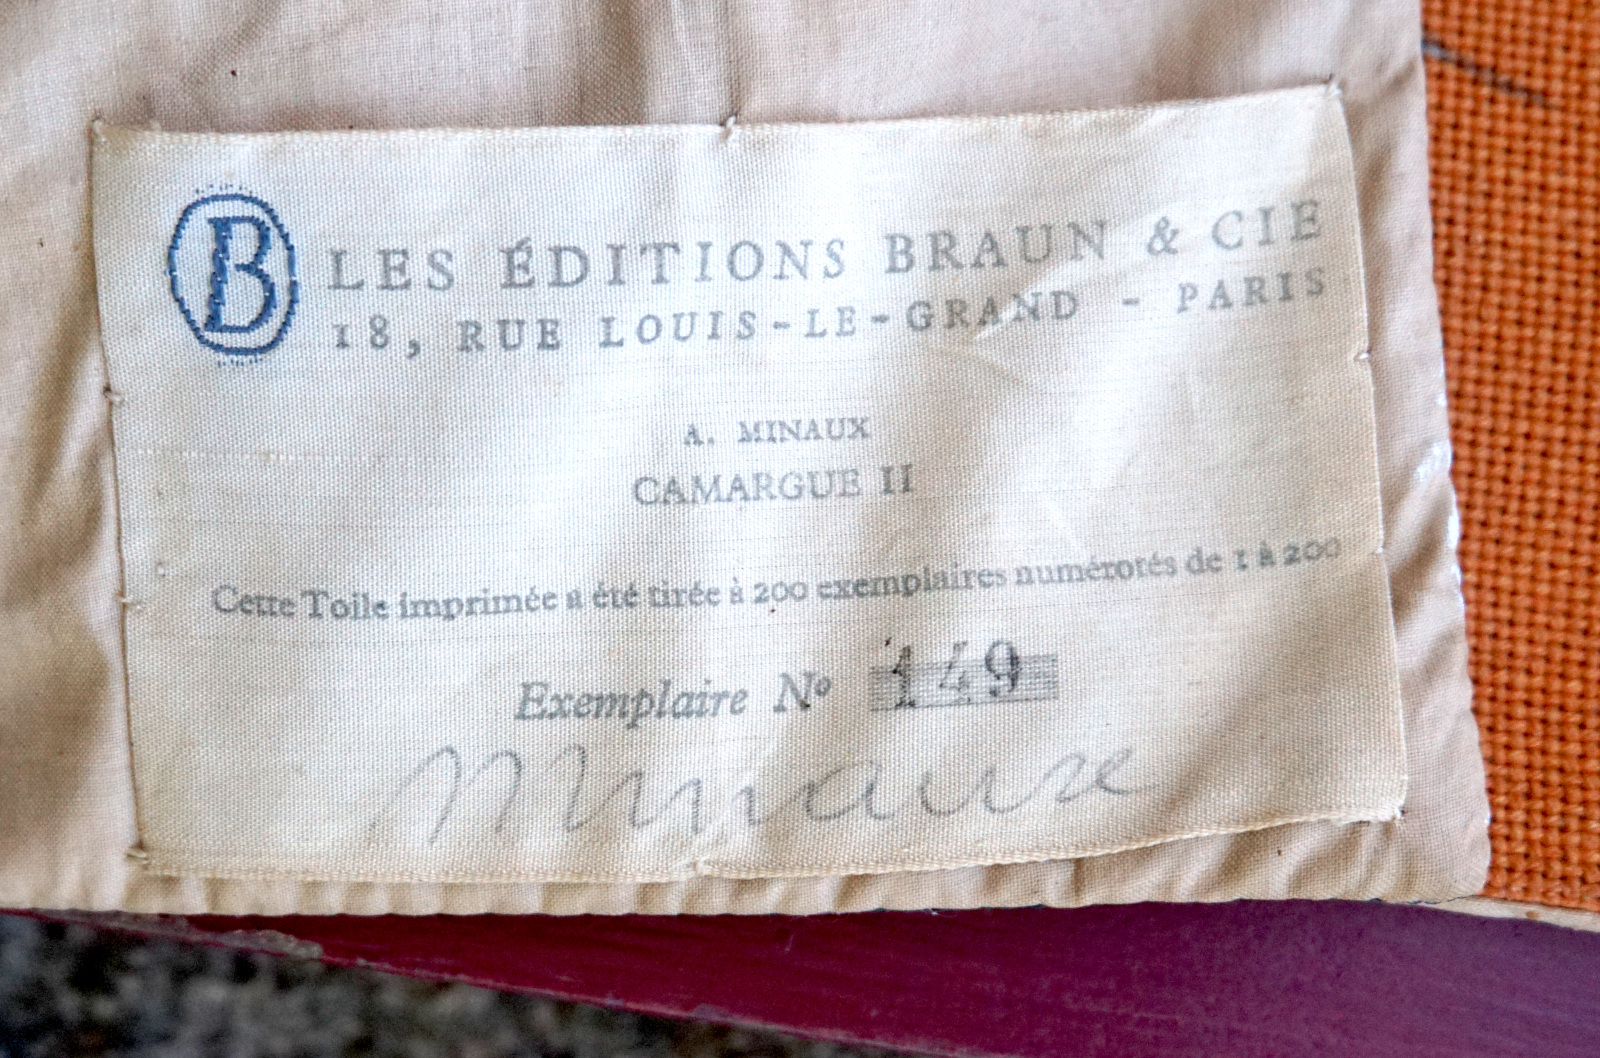 B
LES ÉDITIONS BRAUN & CIE
18, RUE LOUIS-LE-GRAND - PARIS
A. MINAUX
CAMARGUE II
Cette Toile imprimée a été tirée à 200 exemplaires numérotés de 1 à 200
Exemplaire Nº 149
Minaux